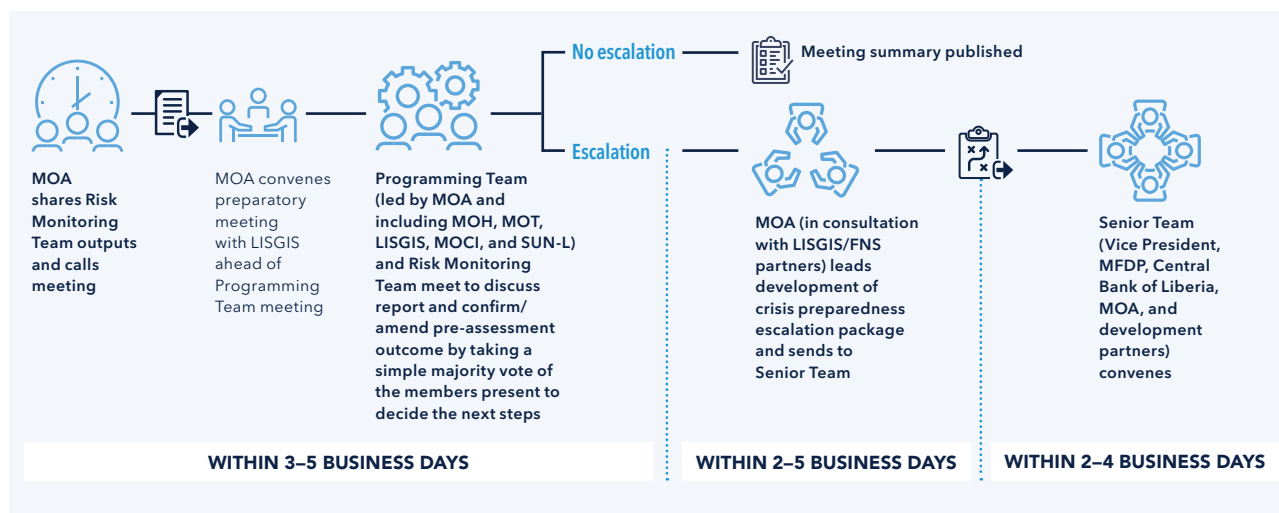 No escalation
Meeting summary published
Escalation
MOA
shares Risk
Monitoring
Team outputs
and calls
meeting
MOA convenes
preparatory
meeting
with LISGIS
ahead of
Programming
Team meeting
Programming Team
(led by MOA and
including MOH, MOT,
LISGIS, MOCI, and SUN-L)
and Risk Monitoring
Team meet to discuss
report and confirm/
amend pre-assessment
outcome by taking a
simple majority vote of
the members present to
decide the next steps
MOA (in consultation
with LISGIS/FNS
partners) leads
development of
crisis preparedness
escalation package
and sends to
Senior Team
Senior Team
(Vice President,
MFDP, Central
Bank of Liberia,
MOA, and
development
partners)
convenes
WITHIN 3–5 BUSINESS DAYS
WITHIN 2–5 BUSINESS DAYS
WITHIN 2–4 BUSINESS DAYS